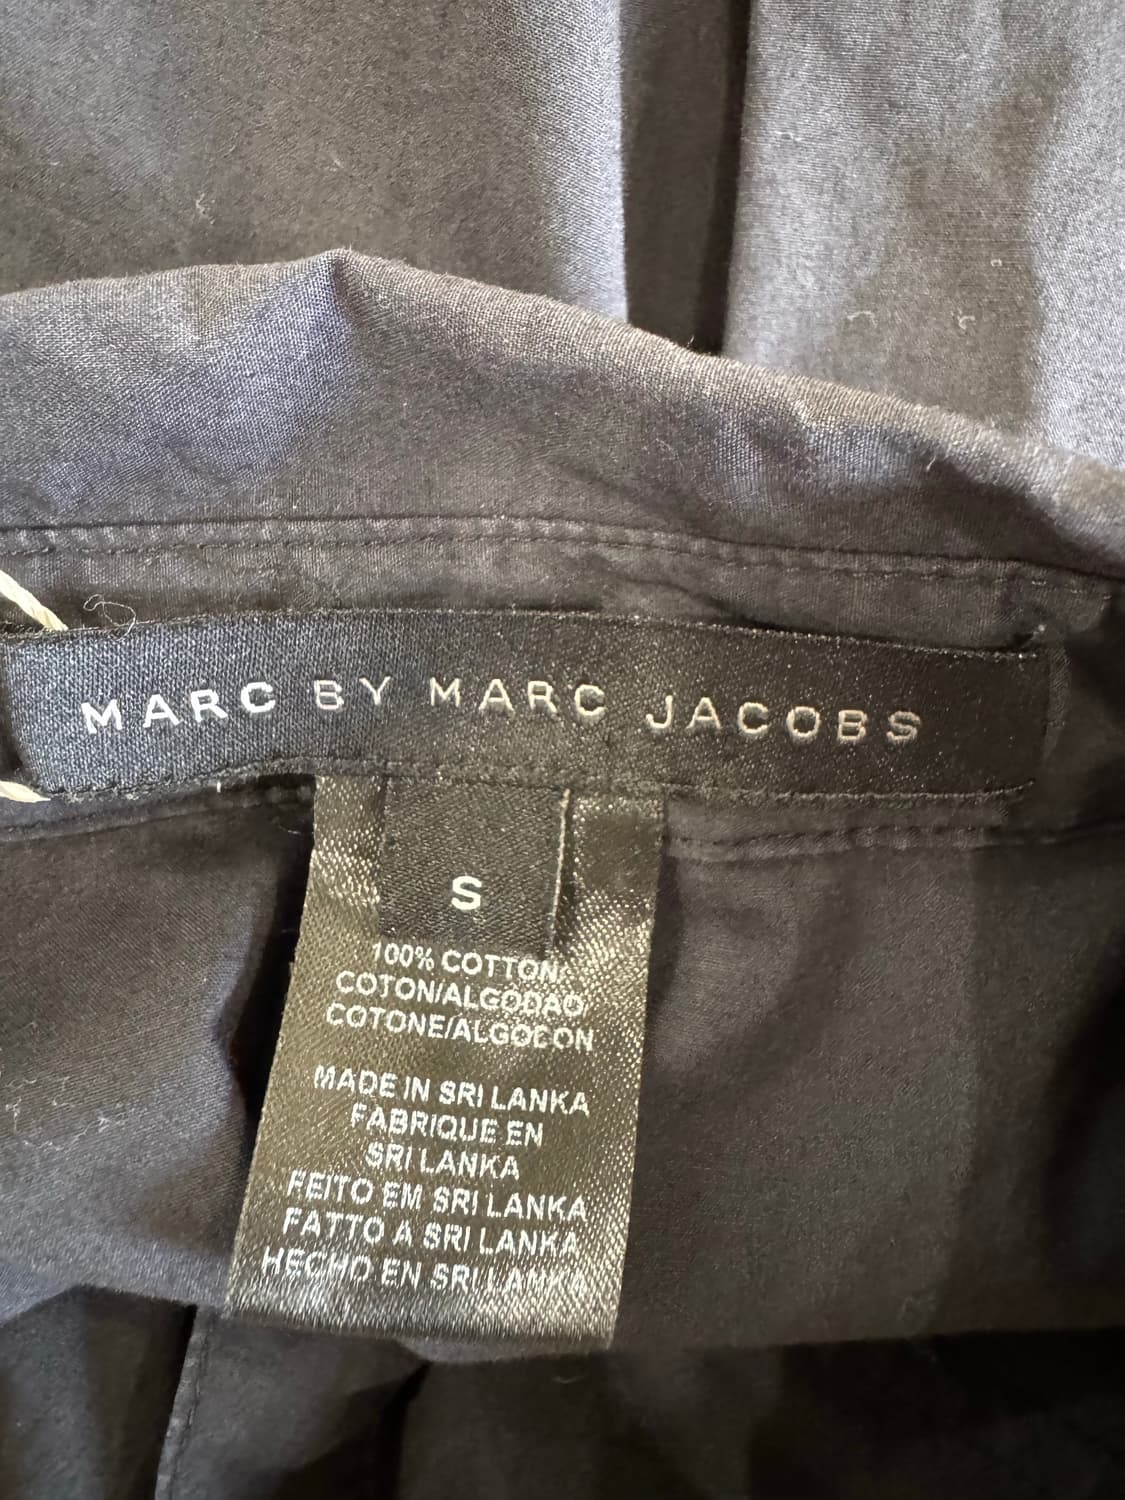 MARC BY MARC JACOBS
S
100% COTTON/
COTON/ALGODAO
COTONE/ALGODON
MADE IN SRI LANKA
FABRIQUE EN
SRI LANKA
FEITO EM SRI LANKA
FATTO A SRI LANKA
HECHO EN SRI LANKA